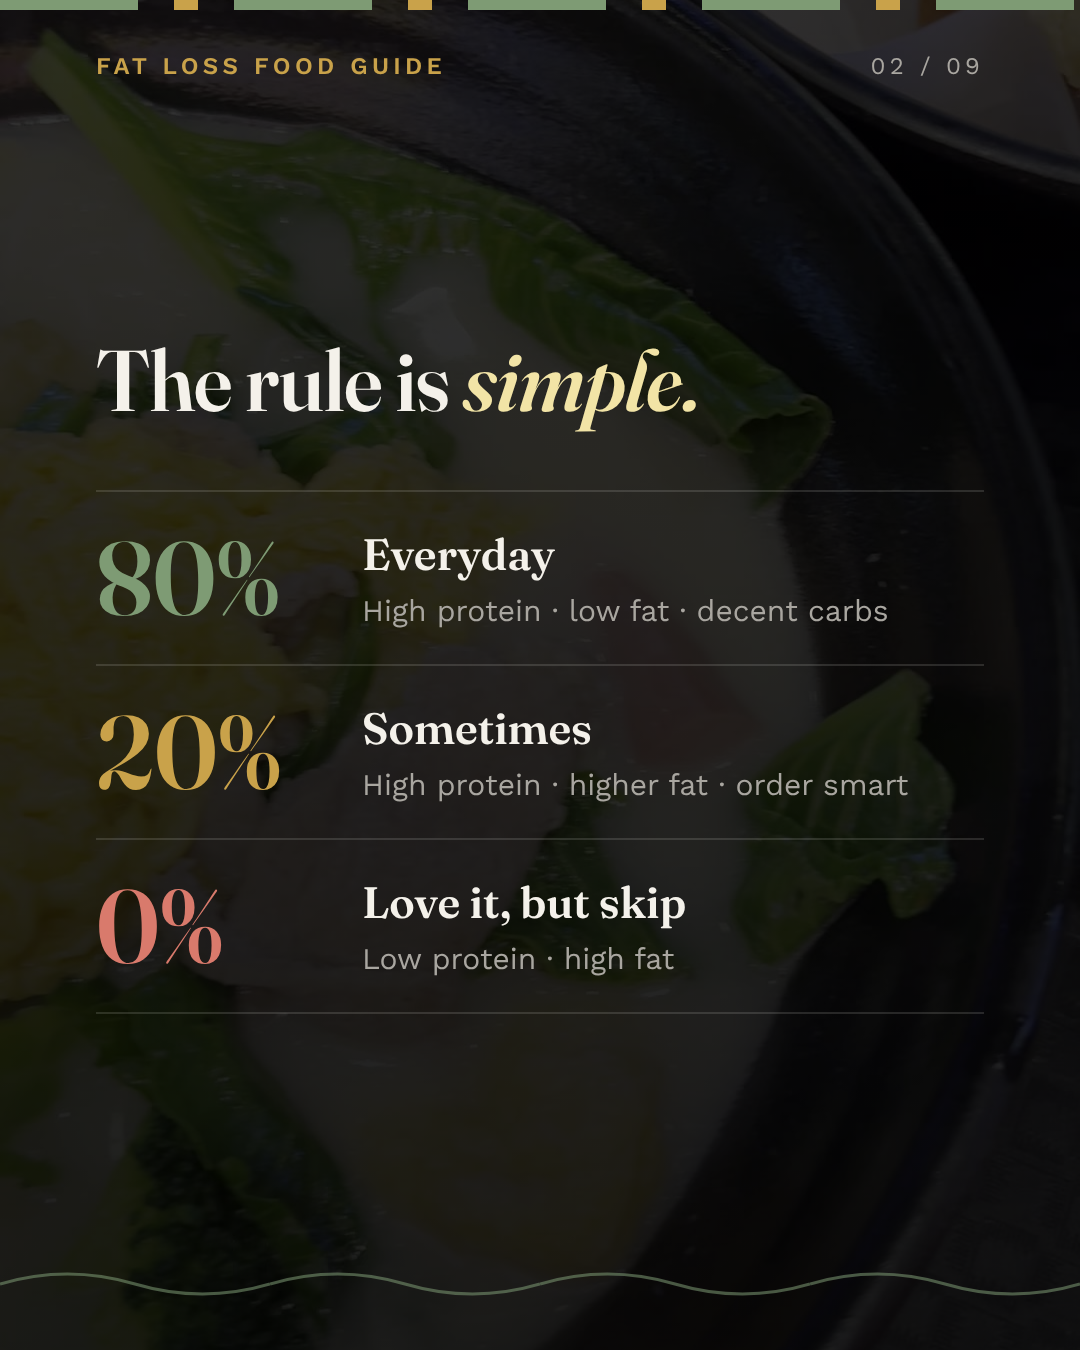 FAT LOSS FOOD GUIDE
02 / 09
The rule is simple.
80%
Everyday
High protein · low fat · decent carbs
20%
Sometimes
High protein · higher fat · order smart
0%
Love it, but skip
Low protein · high fat